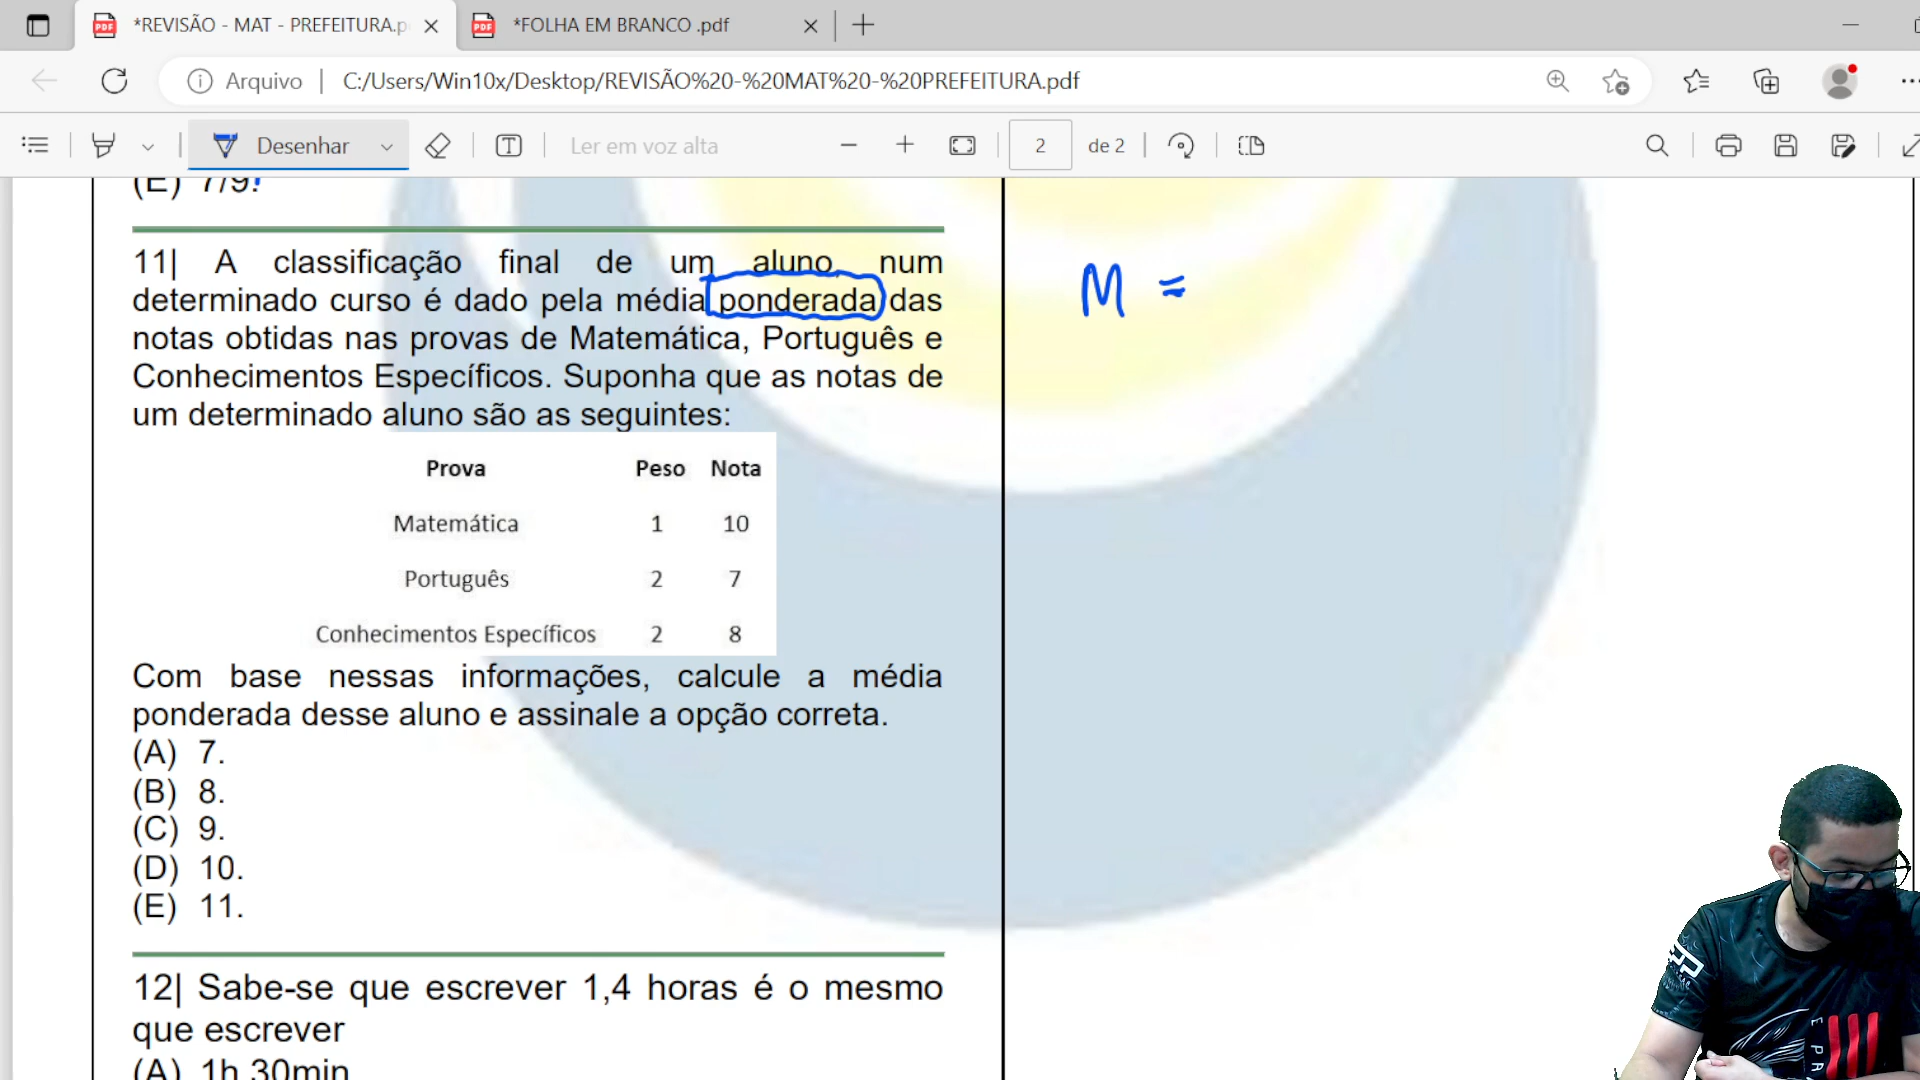 *REVISÃO - MAT - PREFEITURA.p
*FOLHA EM BRANCO .pdf
Arquivo
C:/Users/Win10x/Desktop/REVISÃO%20-%20MAT%20-%20PREFEITURA.pdf
Desenhar
T
Ler em voz alta
2
de 2
(E) 7/9.
11| A classificação final de um aluno num
determinado curso é dado pela média ponderada das
notas obtidas nas provas de Matemática, Português e
Conhecimentos Específicos. Suponha que as notas de
um determinado aluno são as seguintes:
Prova Peso Nota
Matemática 1 10
Português 2 7
Conhecimentos Específicos 2 8
Com base nessas informações, calcule a média
ponderada desse aluno e assinale a opção correta.
(A) 7.
(B) 8.
(C) 9.
(D) 10.
(E) 11.
12| Sabe-se que escrever 1,4 horas é o mesmo
que escrever
(A) 1h 30min
M =